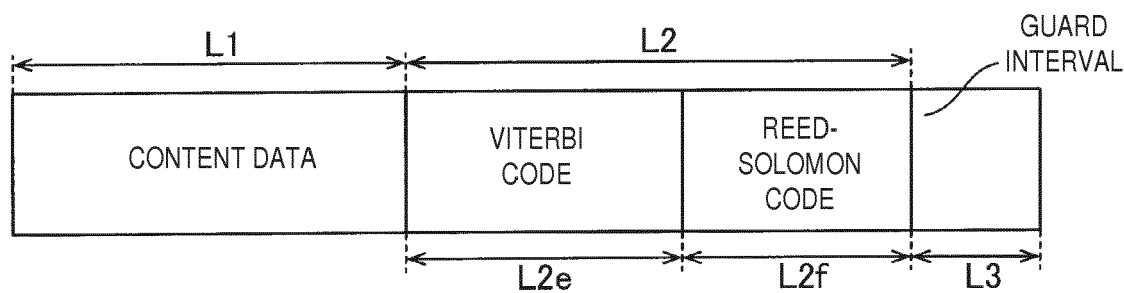 L1
L2
GUARD
INTERVAL
CONTENT DATA
VITERBI
CODE
REED-
SOLOMON
CODE
L2e
L2f
L3